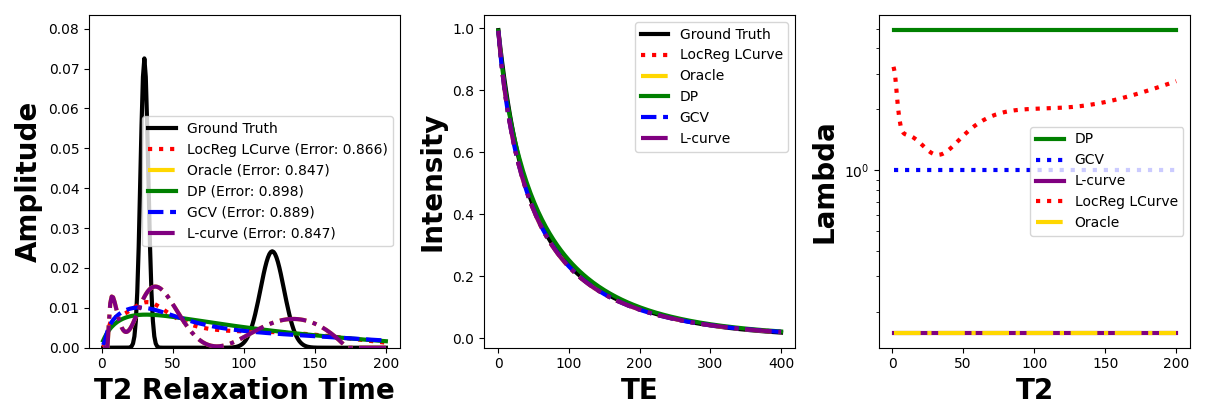 Amplitude
0.08
0.07
0.06
0.05
0.04
0.03
0.02
0.01
0.00
Ground Truth
LocReg LCurve (Error: 0.866)
Oracle (Error: 0.847)
DP (Error: 0.898)
GCV (Error: 0.889)
L-curve (Error: 0.847)
0 50 100 150 200
T2 Relaxation Time
Intensity
1.0
0.8
0.6
0.4
0.2
0.0
Ground Truth
LocReg LCurve
Oracle
DP
GCV
L-curve
0 100 200 300 400
TE
Lambda
10⁰
DP
GCV
L-curve
LocReg LCurve
Oracle
0 50 100 150 200
T2